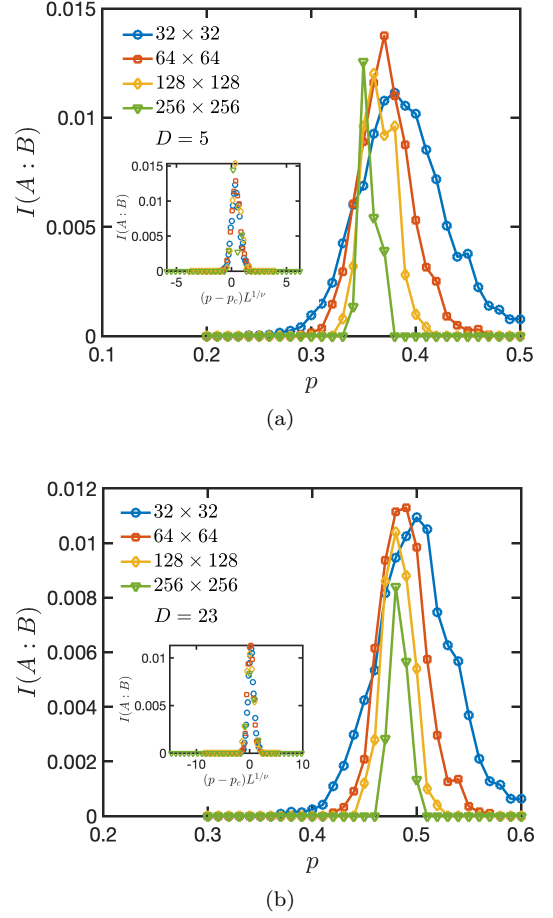 0.015
32 × 32
64 × 64
128 × 128
256 × 256
0.01
D = 5
I(A : B)
0.015
0.01
0.005
0
I(A : B)
-5 0 5
(p − p_c)L^{1/ν}
0.005
0
0.1 0.2 0.3 0.4 0.5
p
(a)
0.012
32 × 32
64 × 64
128 × 128
256 × 256
0.01
0.008
D = 23
I(A : B)
0.006
0.01
0.005
0
I(A : B)
-10 0 10
(p − p_c)L^{1/ν}
0.004
0.002
0
0.2 0.3 0.4 0.5 0.6
p
(b)